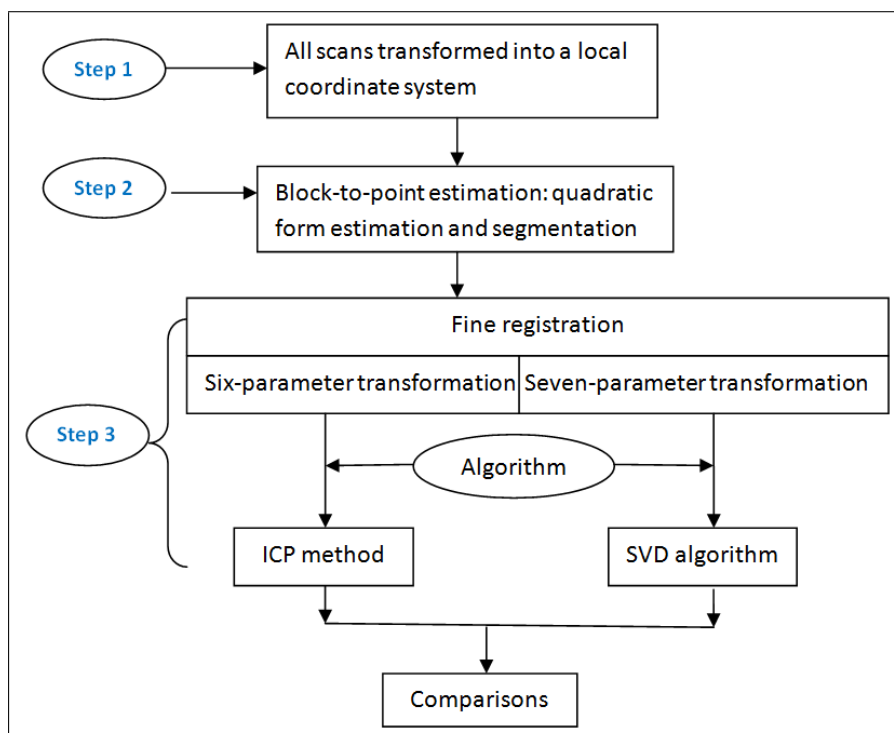 Step 1
All scans transformed into a local
coordinate system
Step 2
Block-to-point estimation: quadratic
form estimation and segmentation
Fine registration
Six-parameter transformation
Seven-parameter transformation
Step 3
Algorithm
ICP method
SVD algorithm
Comparisons